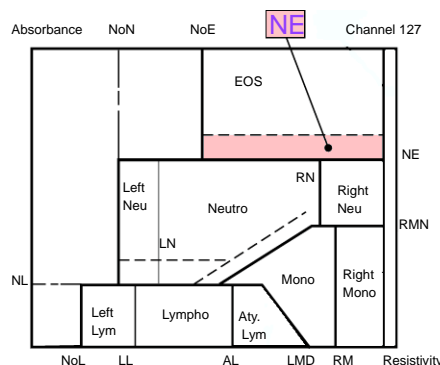 NE
Absorbance NoN NoE Channel 127
EOS
NE
RN
Left
Neu
Neutro
Right
Neu
RMN
LN
NL
Mono
Right
Mono
Left
Lym
Lympho
Aty.
Lym
NoL LL AL LMD RM Resistivity